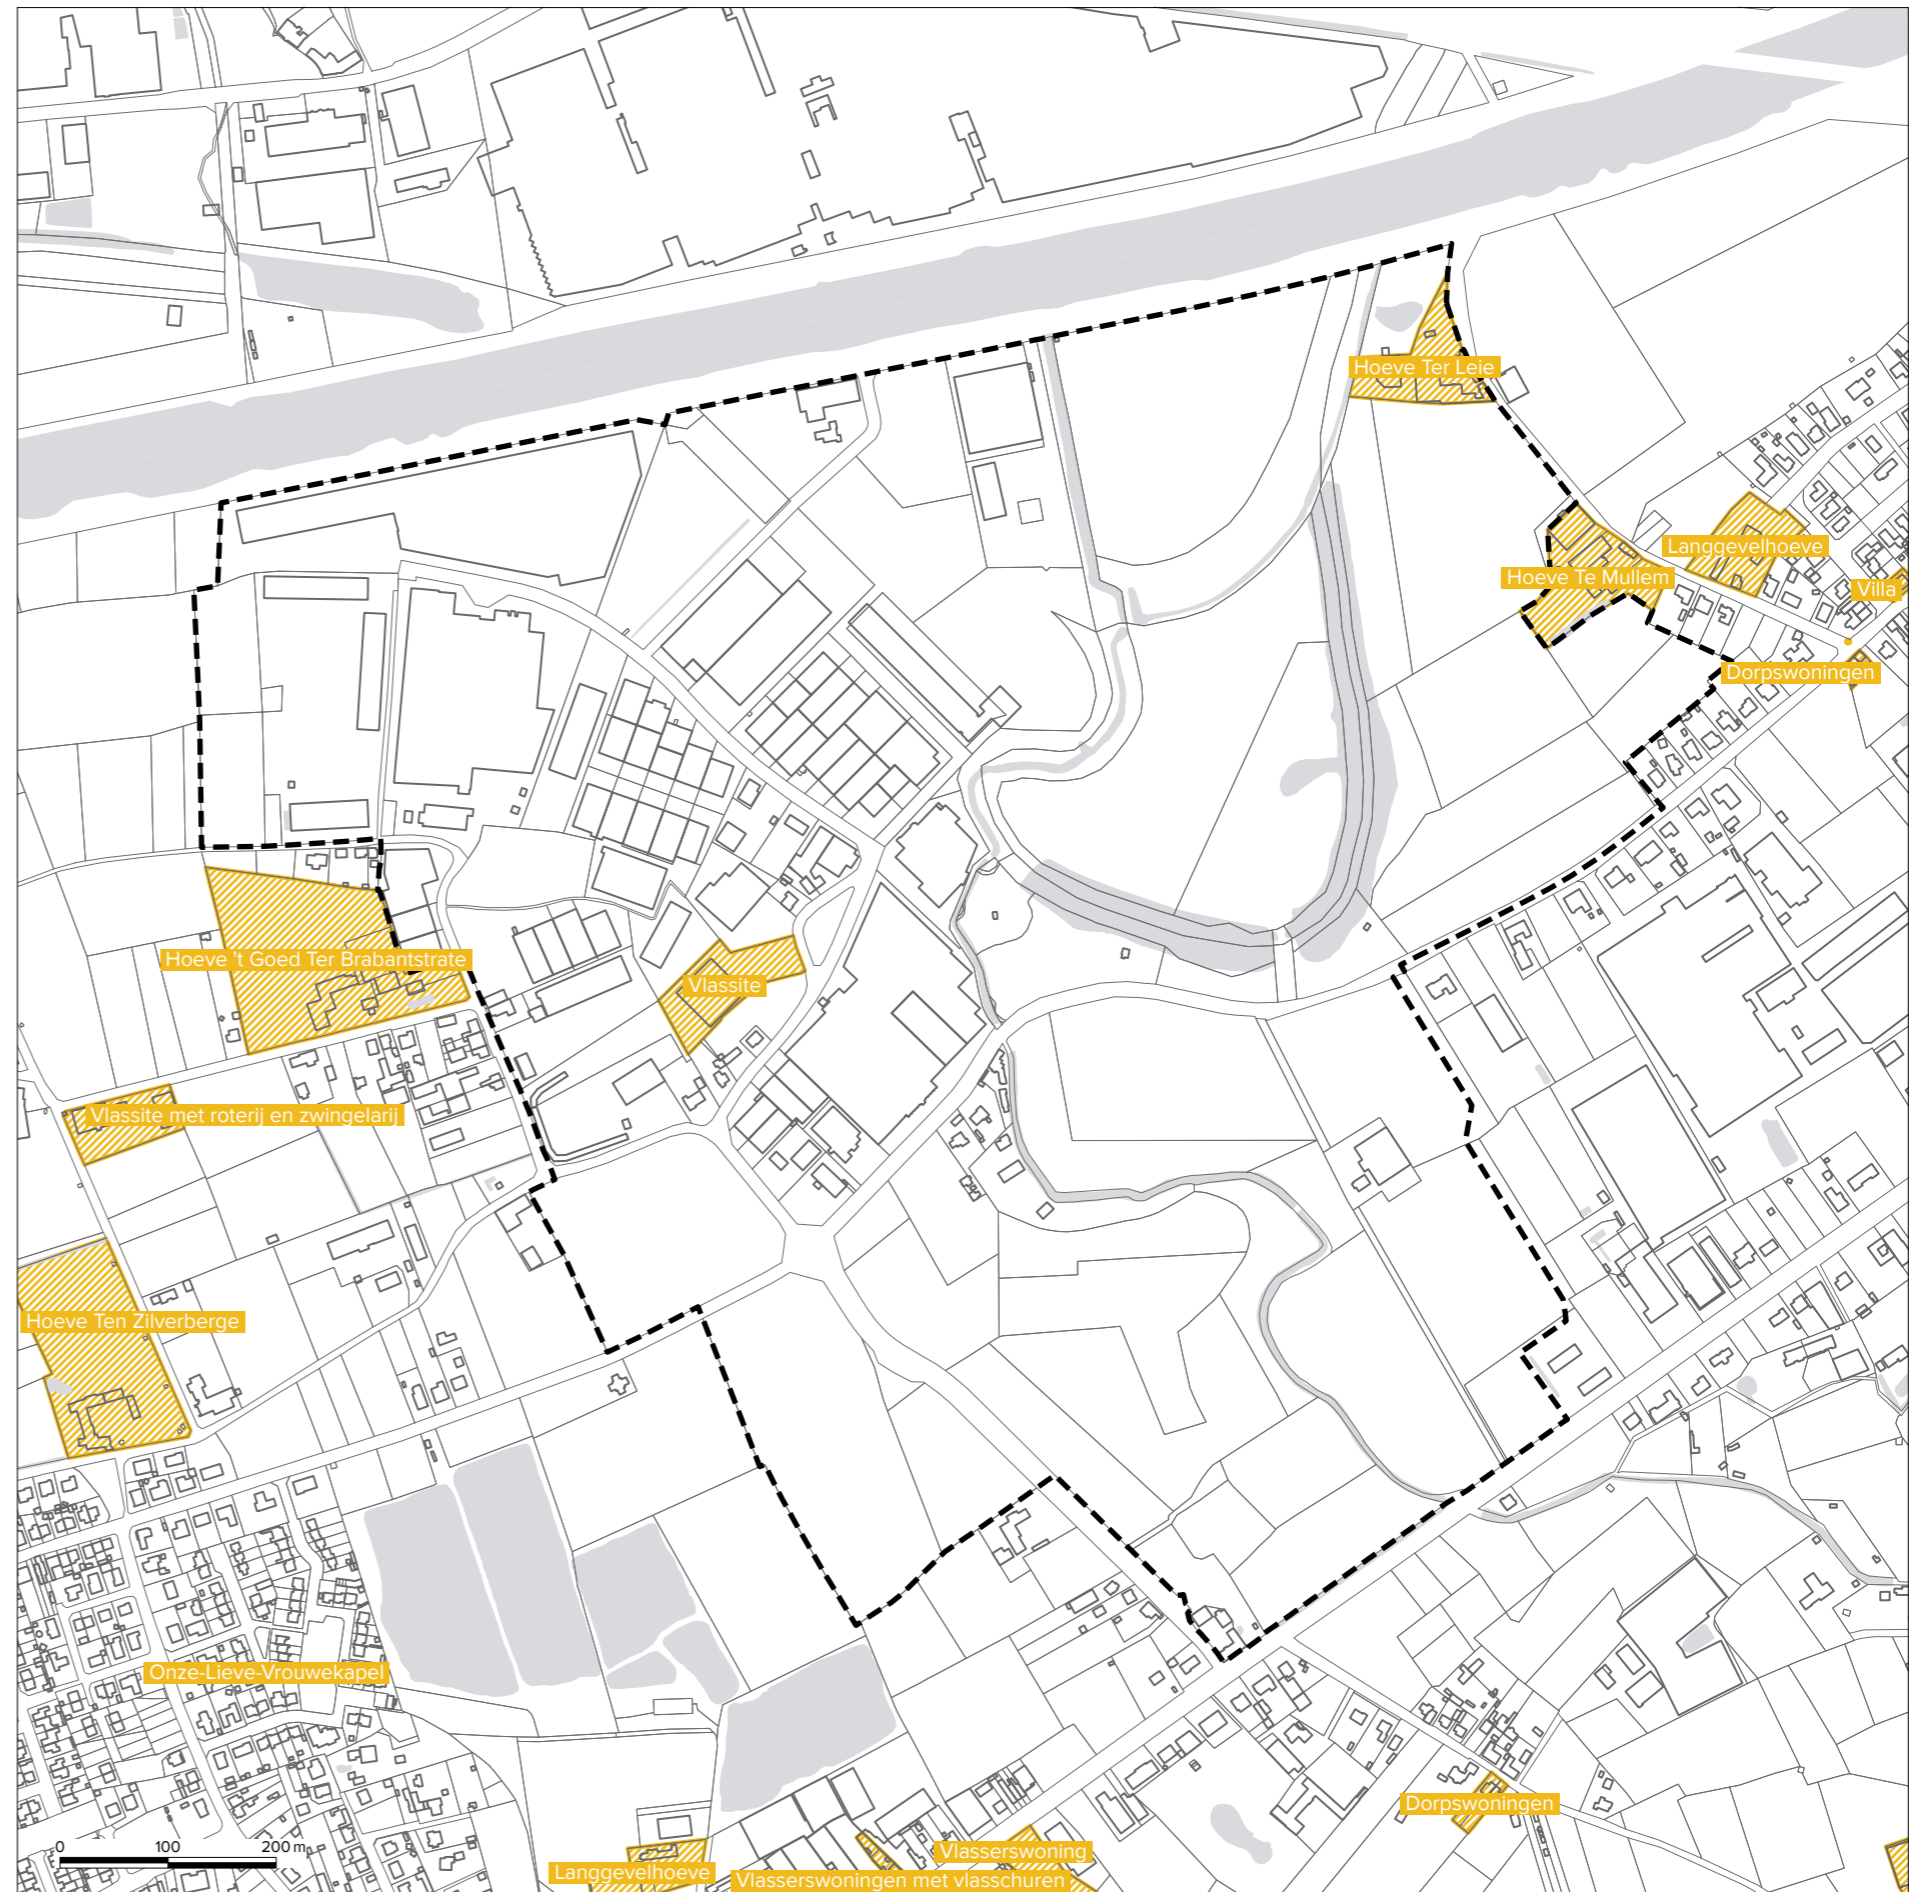 Hoeve Ter Leie
Langgevelhoeve
Hoeve Te Mullem
Villa
Dorpswoningen
Hoeve 't Goed Ter Brabantstrate
Vlassite
Vlassite met roterij en zwingelarij
Hoeve Ten Zilverberge
Onze-Lieve-Vrouwekapel
Dorpswoningen
0 100 200 m
Vlasserswoning
Langgevelhoeve
Vlasserswoningen met vlasschuren